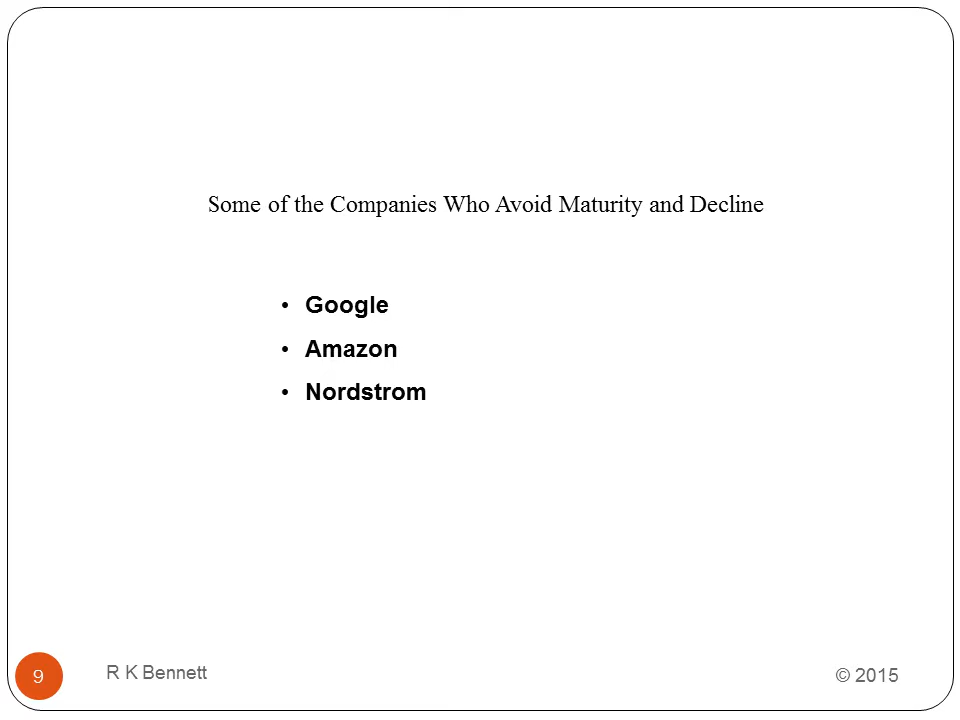 Some of the Companies Who Avoid Maturity and Decline
• Google
• Amazon
• Nordstrom
9
R K Bennett
© 2015